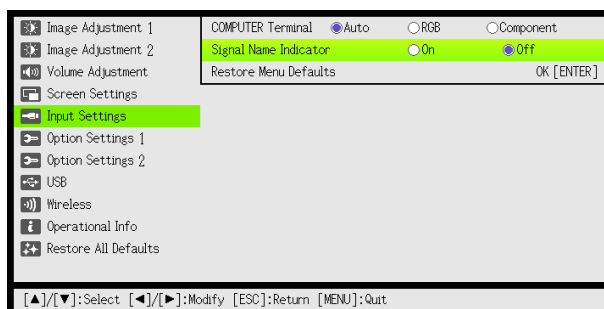 Image Adjustment 1
Image Adjustment 2
Volume Adjustment
Screen Settings
Input Settings
Option Settings 1
Option Settings 2
USB
Wireless
Operational Info
Restore All Defaults
COMPUTER Terminal Auto RGB Component
Signal Name Indicator On Off
Restore Menu Defaults OK [ENTER]
[▲]/[▼]:Select [◄]/[►]:Modify [ESC]:Return [MENU]:Quit